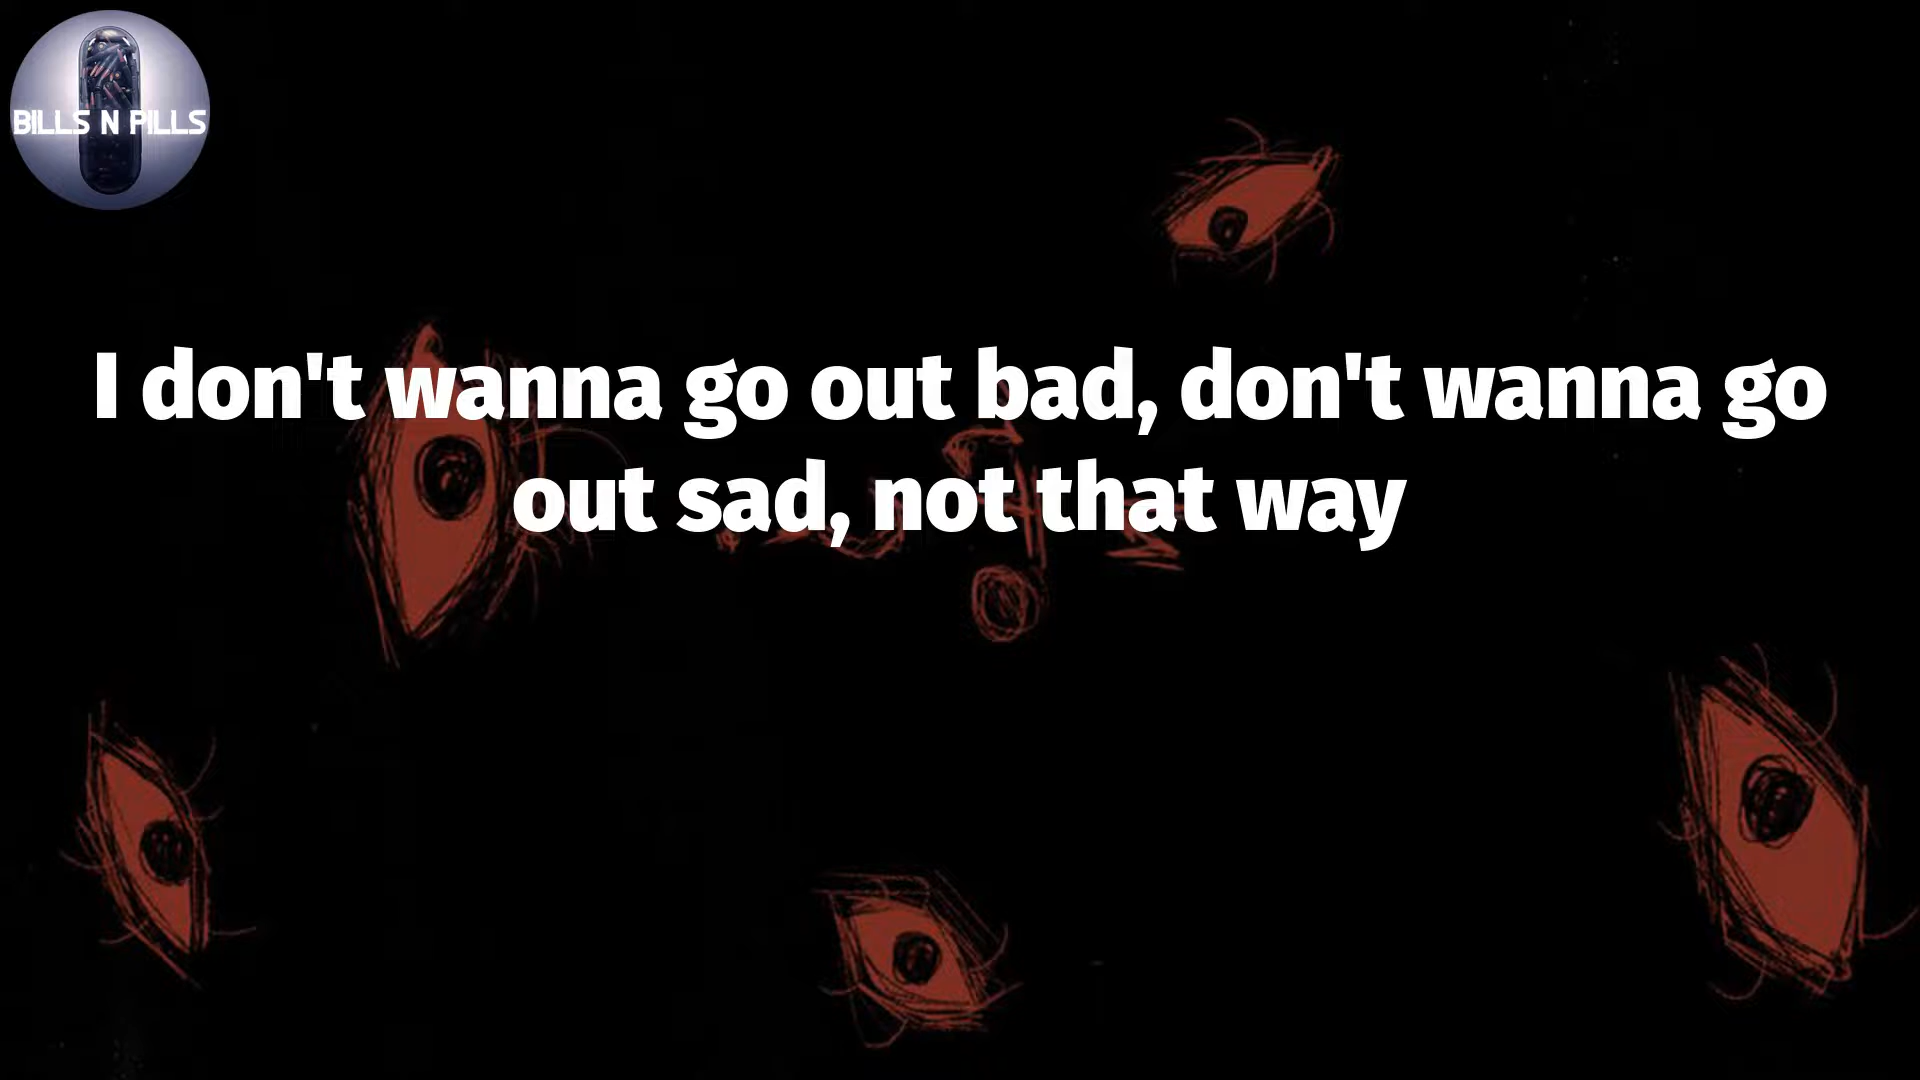 BILLS N PILLS
I don't wanna go out bad, don't wanna go
out sad, not that way